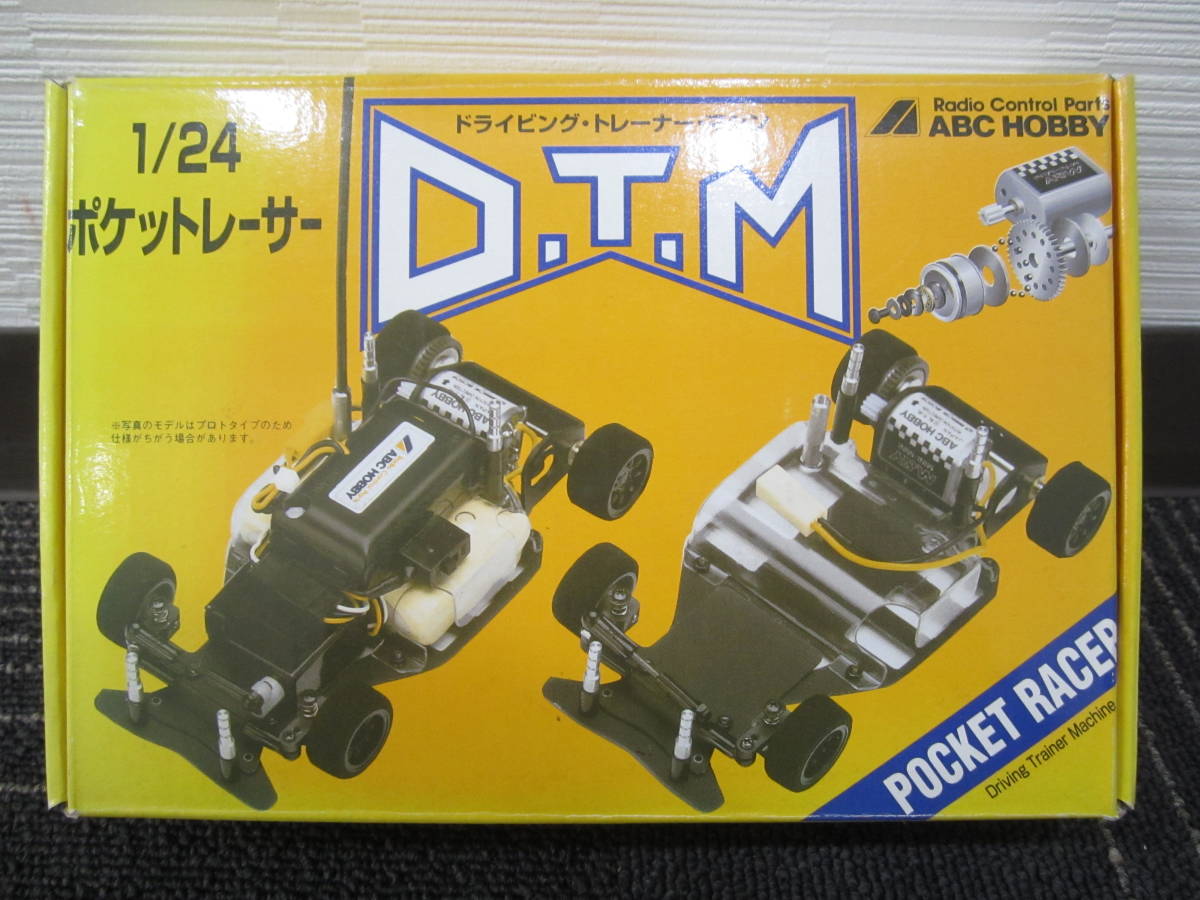 1/24
ポケットレーサー
ドライビング・トレーナー・マシン
D.T.M
Radio Control Parts
ABC HOBBY
※写真のモデルはプロトタイプのため
仕様がちがう場合があります。
Radio Control Parts
ABC HOBBY
ABC HOBBY
ABC HOBBY
POCKET RACER
Driving Trainer Machine